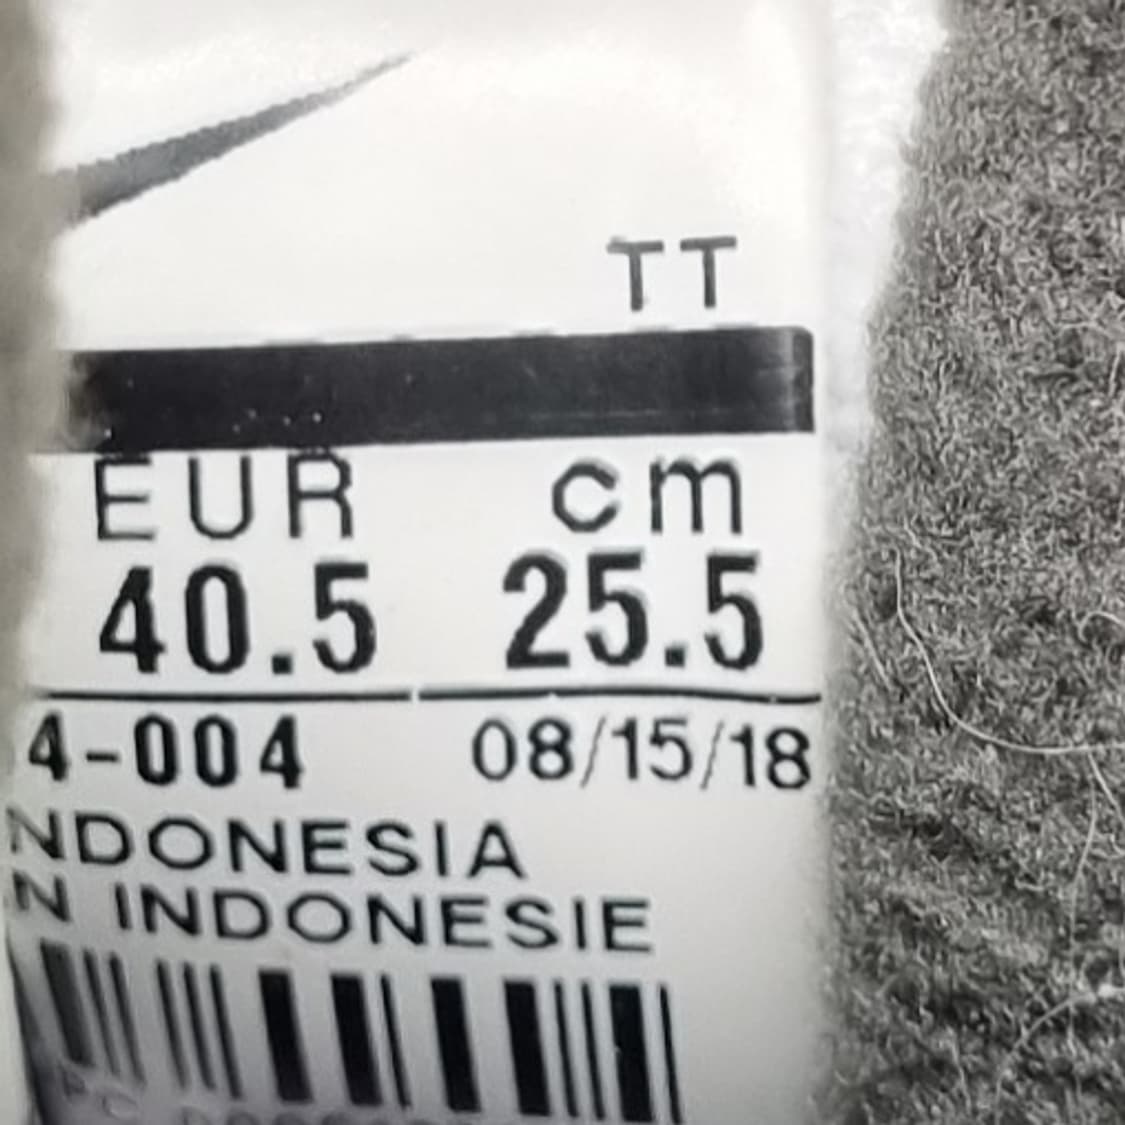 TT
EUR cm
40.5 25.5
4-004 08/15/18
NDONESIA
N INDONESIE